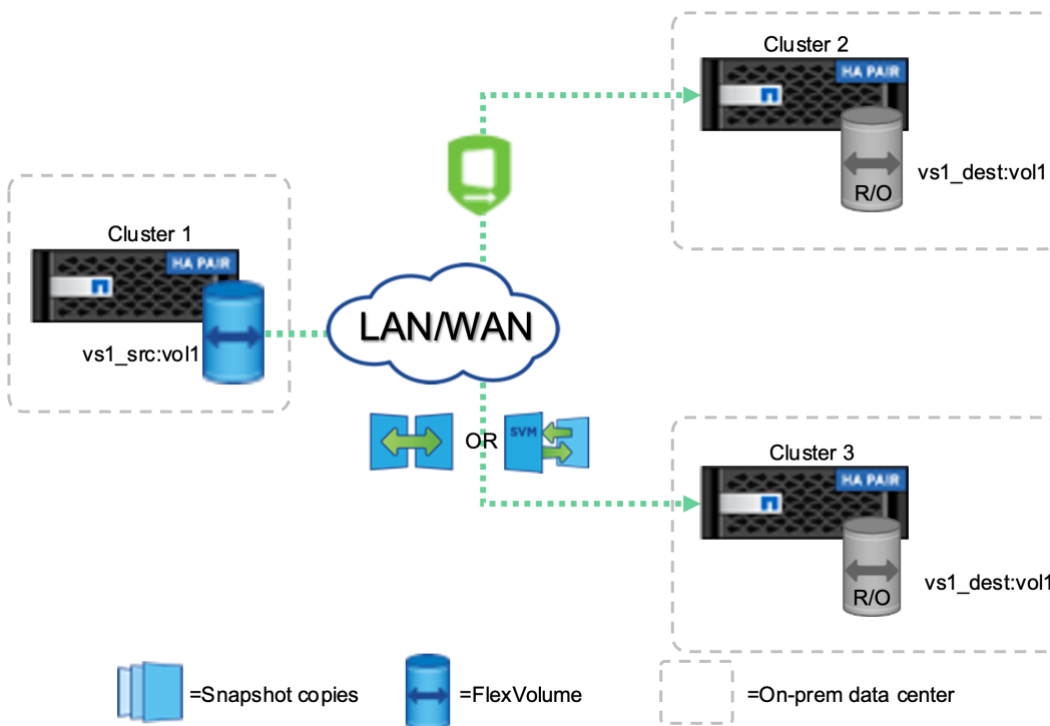 Cluster 2
HA PAIR
vs1_dest:vol1
R/O
Cluster 1
HA PAIR
vs1_src:vol1
LAN/WAN
OR
SVM
Cluster 3
HA PAIR
vs1_dest:vol1
R/O
=Snapshot copies
=FlexVolume
=On-prem data center